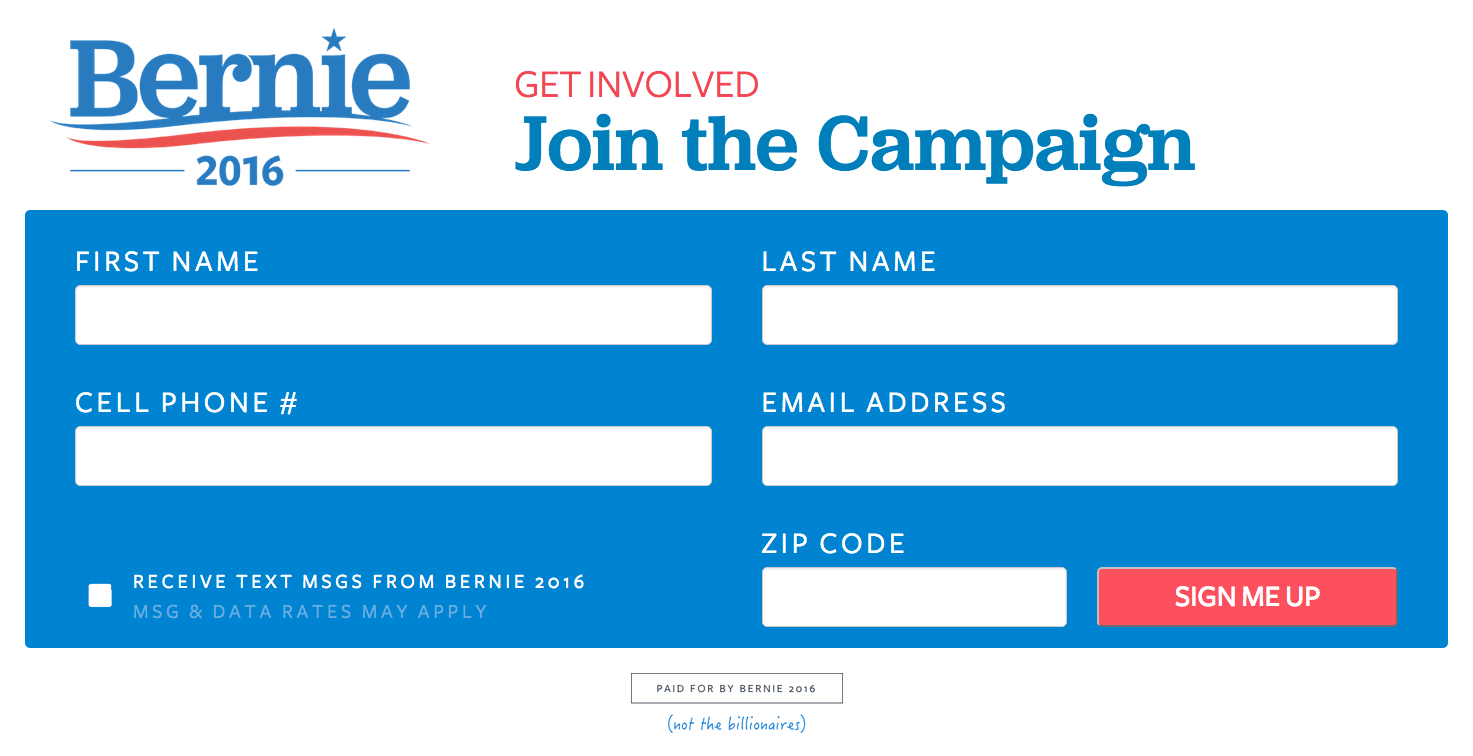 Bernie
2016
GET INVOLVED
Join the Campaign
FIRST NAME
LAST NAME
CELL PHONE #
EMAIL ADDRESS
ZIP CODE
RECEIVE TEXT MSGS FROM BERNIE 2016
MSG & DATA RATES MAY APPLY
SIGN ME UP
PAID FOR BY BERNIE 2016
(not the billionaires)